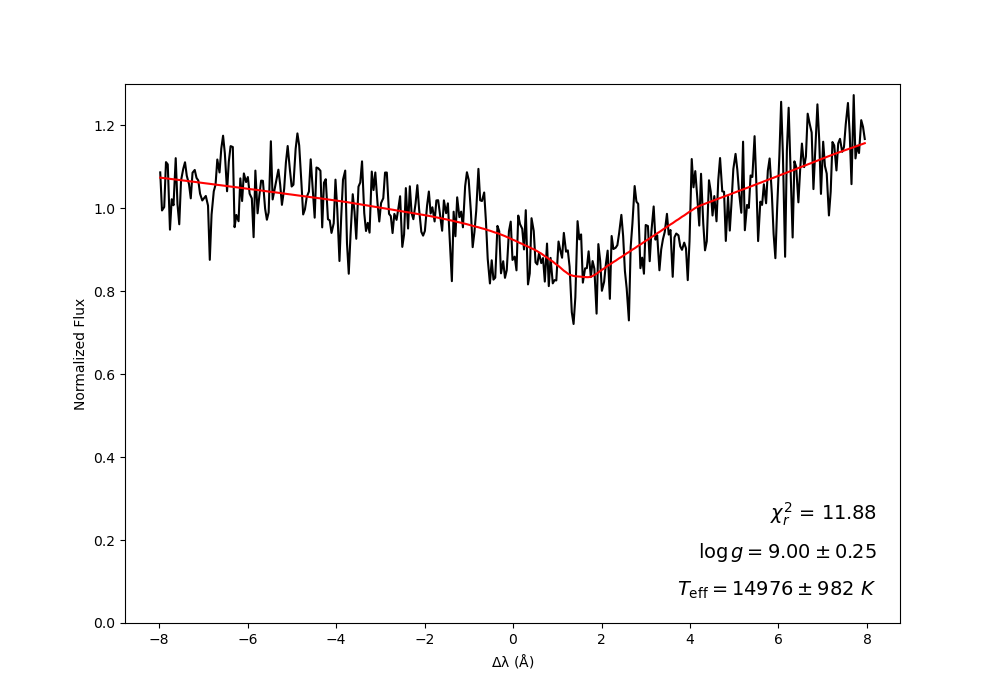 1.2
1.0
0.8
0.6
0.4
0.2
0.0
Normalized Flux
χ²ᵣ = 11.88
log g = 9.00 ± 0.25
T_eff = 14976 ± 982 K
−8 −6 −4 −2 0 2 4 6 8
Δλ (Å)